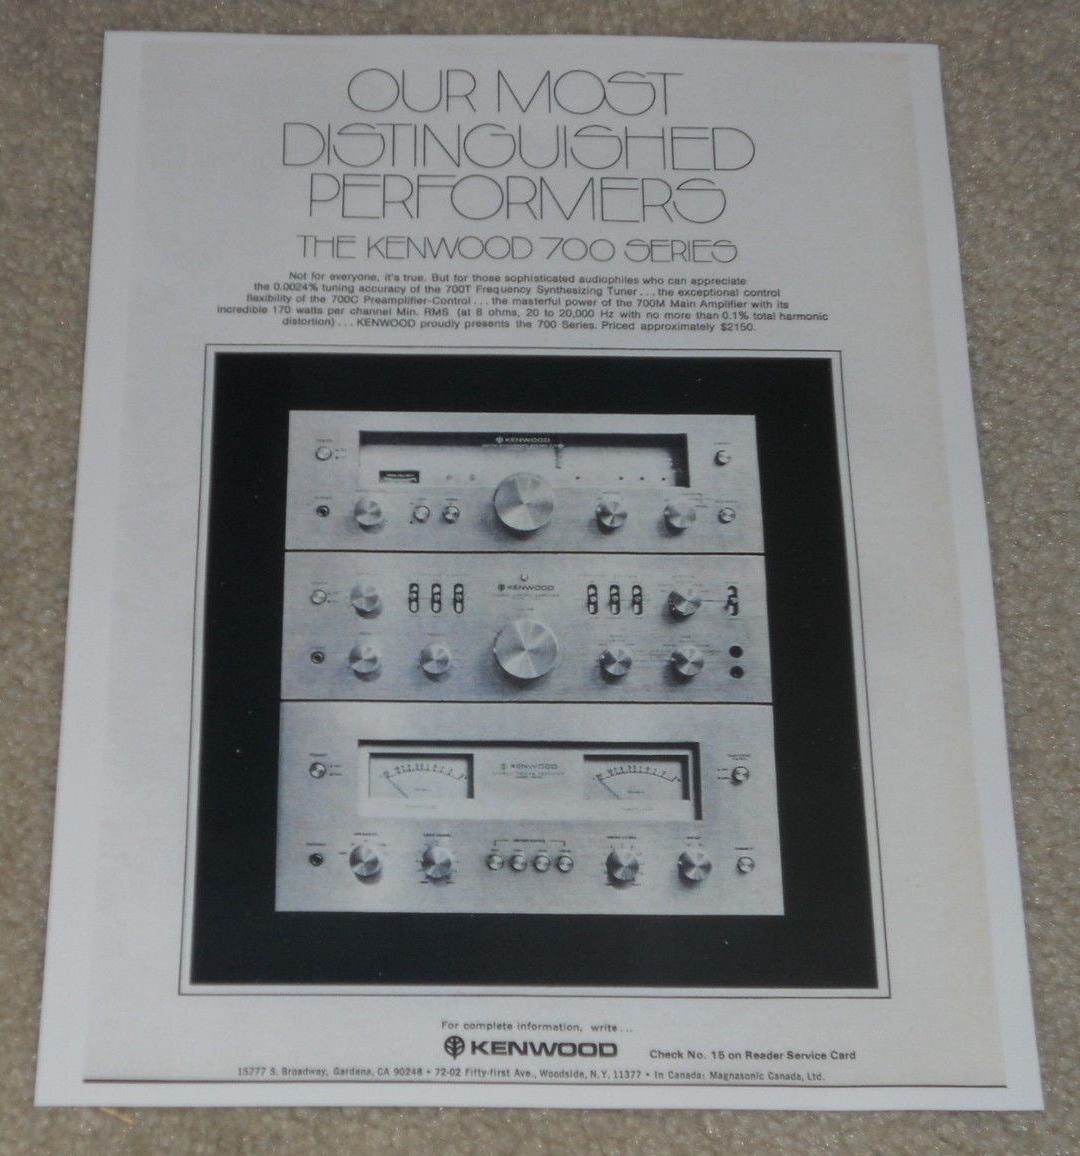 OUR MOST
DISTINGUISHED
PERFORMERS
THE KENWOOD 700 SERIES
Not for everyone, it's true. But for those sophisticated audiophiles who can appreciate
the 0.0024% tuning accuracy of the 700T Frequency Synthesizing Tuner . . . the exceptional control
flexibility of the 700C Preamplifier-Control . . . the masterful power of the 700M Main Amplifier with its
incredible 170 watts per channel Min. RMS (at 8 ohms, 20 to 20,000 Hz with no more than 0.1% total harmonic
distortion) . . . KENWOOD proudly presents the 700 Series. Priced approximately $2150.
KENWOOD
KENWOOD
KENWOOD
For complete information, write . . .
KENWOOD
Check No. 15 on Reader Service Card
15777 S. Broadway, Gardena, CA 90248 • 72-02 Fifty-first Ave., Woodside, N.Y. 11377 • In Canada: Magnasonic Canada, Ltd.